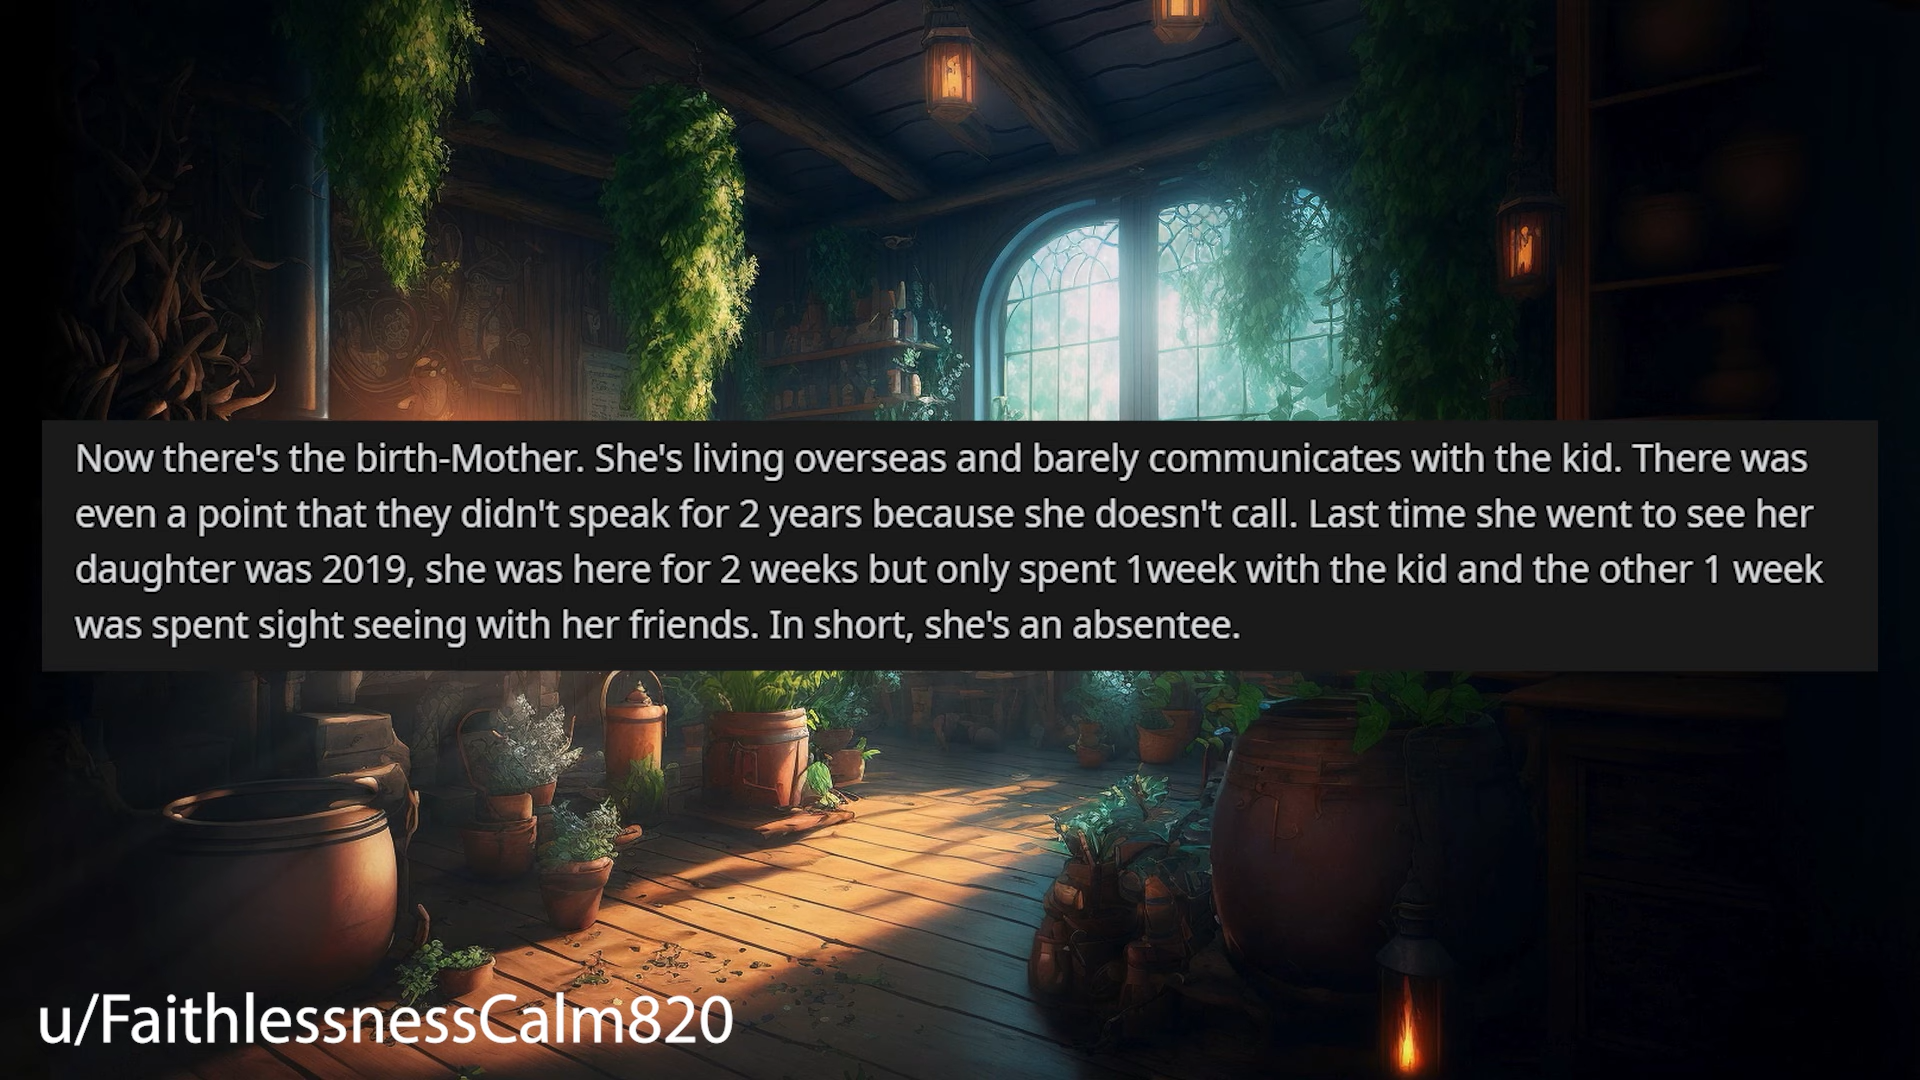 Now there's the birth-Mother. She's living overseas and barely communicates with the kid. There was
even a point that they didn't speak for 2 years because she doesn't call. Last time she went to see her
daughter was 2019, she was here for 2 weeks but only spent 1week with the kid and the other 1 week
was spent sight seeing with her friends. In short, she's an absentee.
u/FaithlessnessCalm820